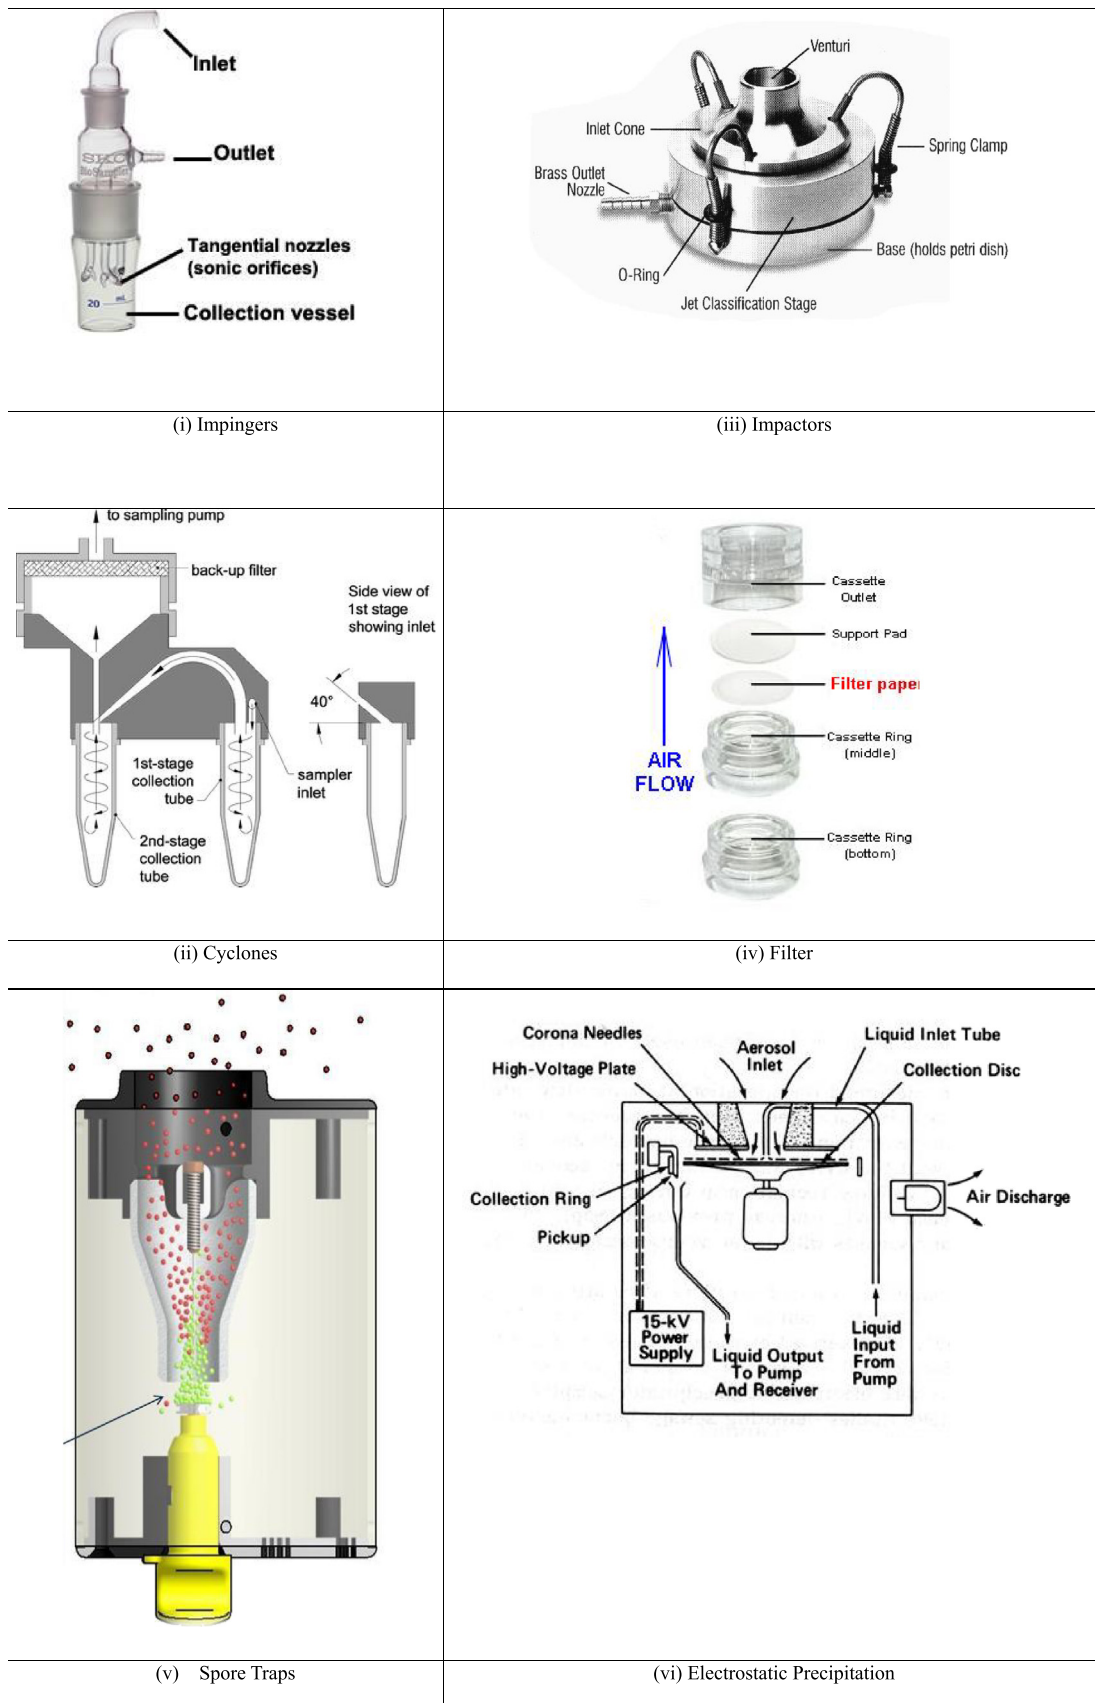 Inlet
Outlet
SKC
BioSampler
Tangential nozzles
(sonic orifices)
20 mL
Collection vessel
Venturi
Inlet Cone
Spring Clamp
Brass Outlet
Nozzle
Base (holds petri dish)
O-Ring
Jet Classification Stage
(i) Impingers
(iii) Impactors
to sampling pump
back-up filter
Side view of
1st stage
showing inlet
40°
1st-stage
collection
tube
sampler
inlet
2nd-stage
collection
tube
Cassette
Outlet
Support Pad
Filter pape
Cassette Ring
(middle)
AIR
FLOW
Cassette Ring
(bottom)
(ii) Cyclones
(iv) Filter
Corona Needles
Liquid Inlet Tube
Aerosol
Inlet
High-Voltage Plate
Collection Disc
Collection Ring
Air Discharge
Pickup
15-kV
Power
Supply
Liquid Output
To Pump
And Receiver
Liquid
Input
From
Pump
(v) Spore Traps
(vi) Electrostatic Precipitation